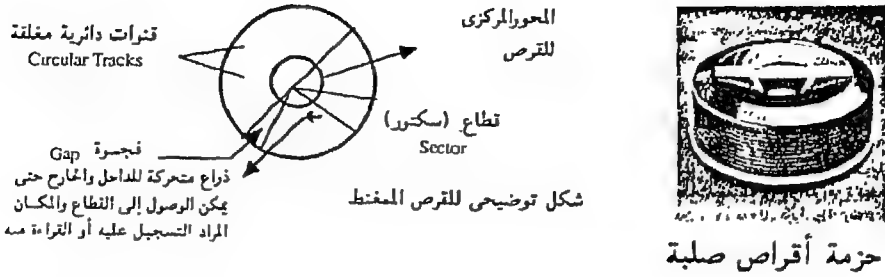 المحورالمركزى
للقرص
قنوات دائرية مغلقة
Circular Tracks
قطاع (سكتور)
Sector
فجسوة Gap
ذراع متحركة للداخل والخارج حتى
يمكن الوصول إلى القطاع والمكان
المراد التسجيل عليه أو القراءة منه
شكل توضيحى للقرص الممغنط
حزمة أقراص صلبة